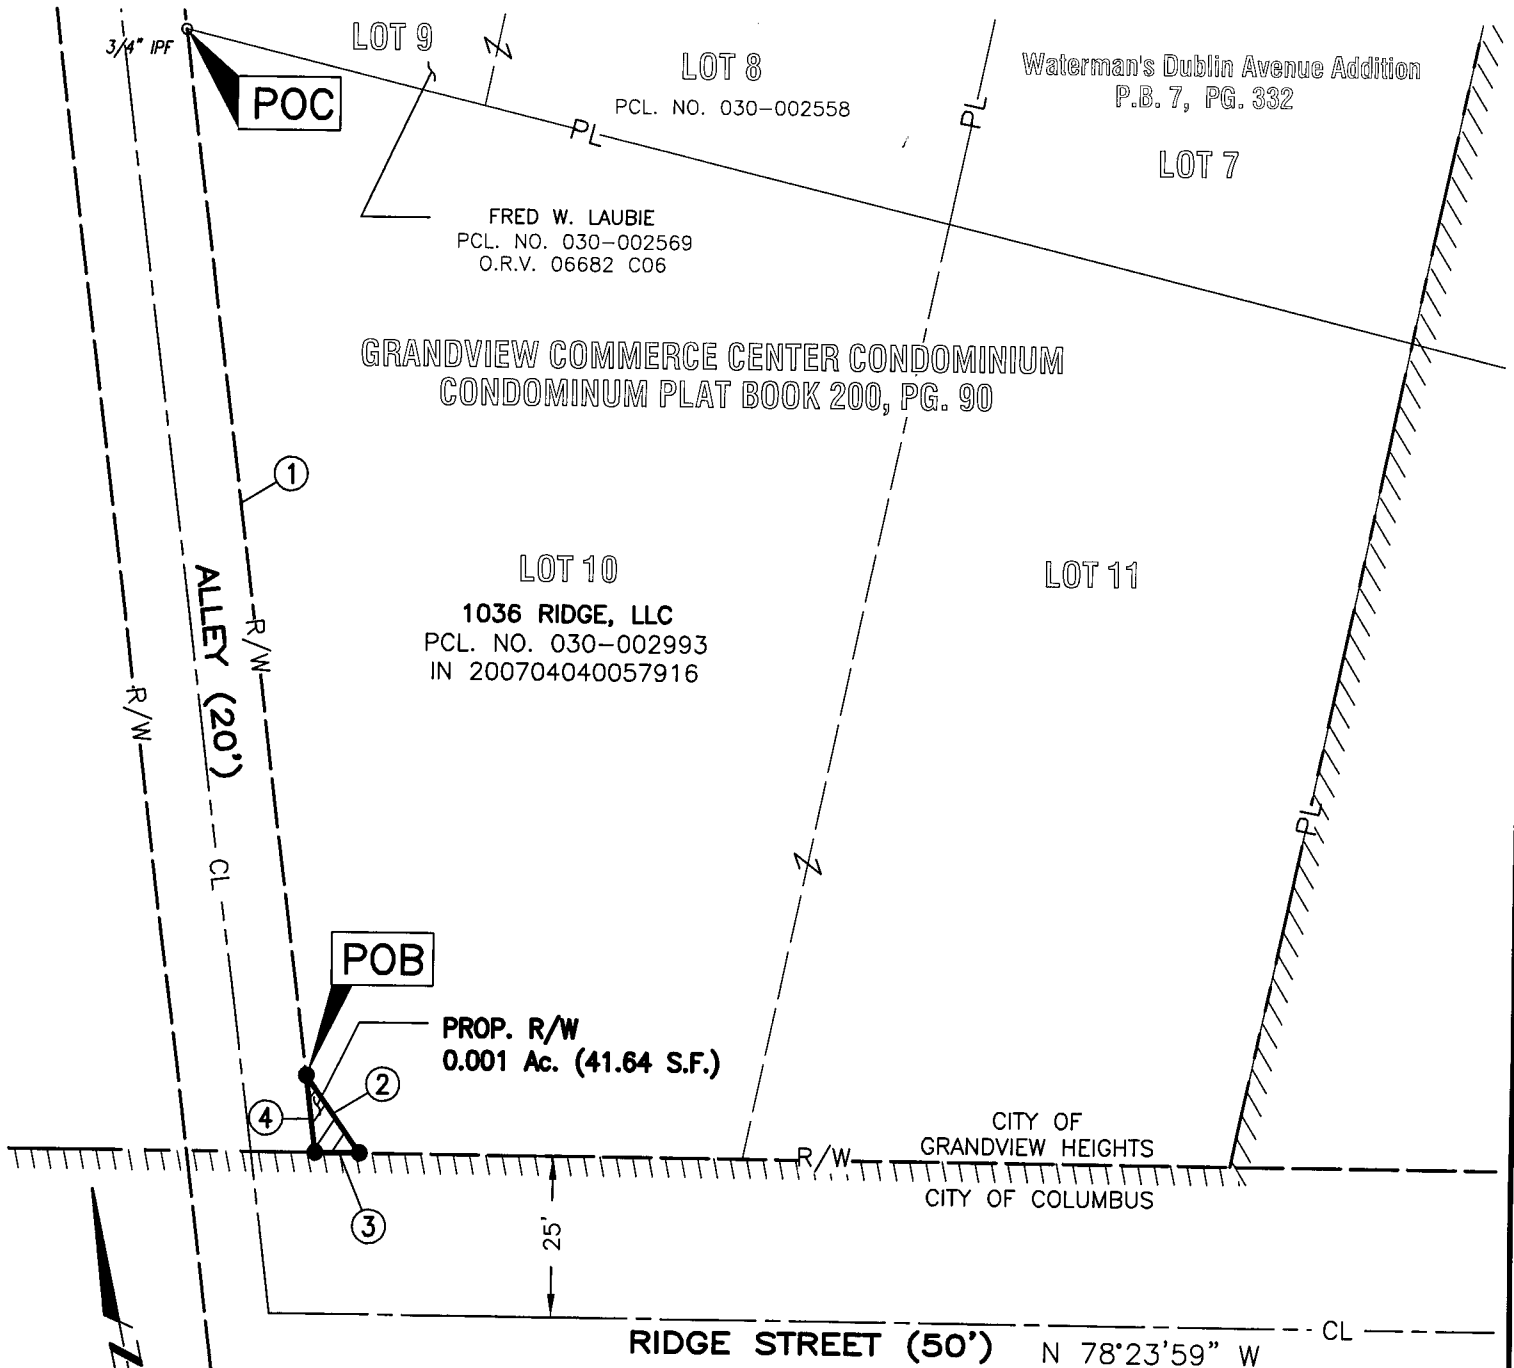 3/4" IPF
POC
LOT 9
LOT 8
PCL. NO. 030-002558
Waterman's Dublin Avenue Addition
P.B. 7, PG. 332
LOT 7
PL
PL
FRED W. LAUBIE
PCL. NO. 030-002569
O.R.V. 06682 C06
GRANDVIEW COMMERCE CENTER CONDOMINIUM
CONDOMINUM PLAT BOOK 200, PG. 90
1
LOT 10
1036 RIDGE, LLC
PCL. NO. 030-002993
IN 200704040057916
LOT 11
ALLEY (20')
R/W
R/W
CL
PL
POB
PROP. R/W
0.001 Ac. (41.64 S.F.)
2
4
3
R/W
CITY OF
GRANDVIEW HEIGHTS
CITY OF COLUMBUS
25'
N
RIDGE STREET (50')
N 78°23'59" W
CL